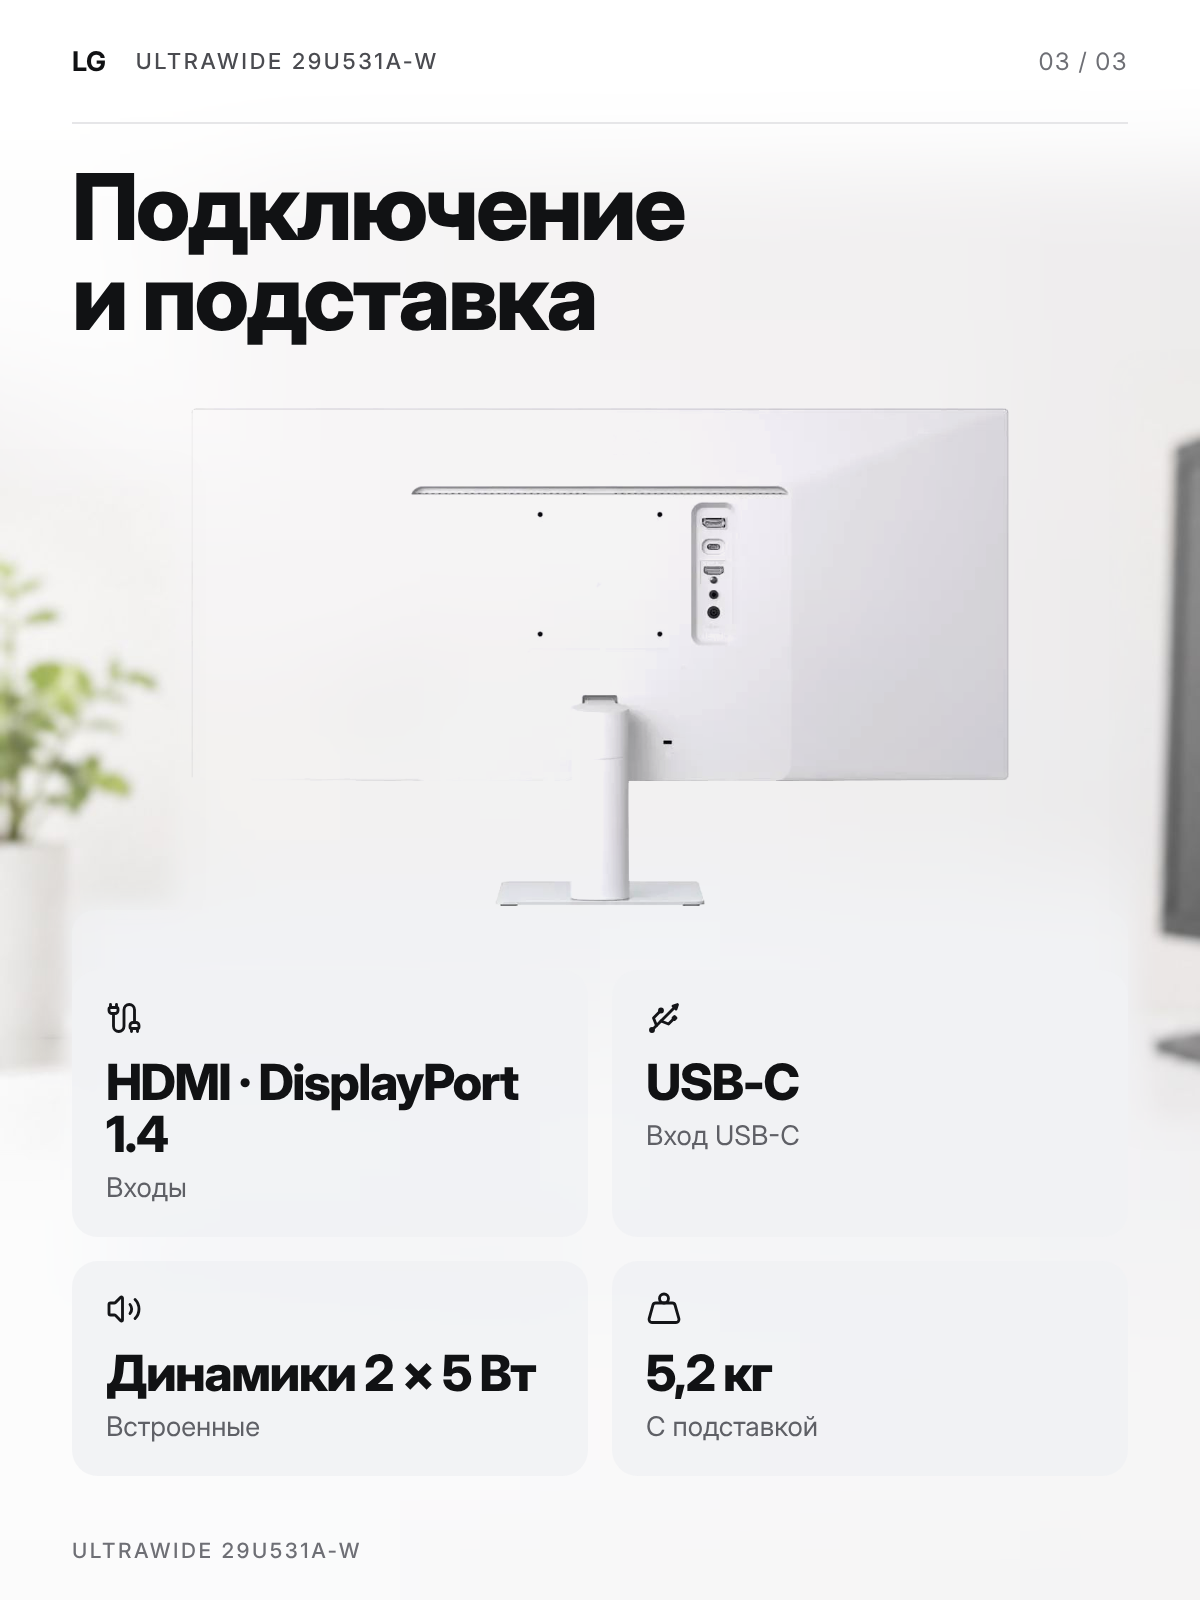 LG ULTRAWIDE 29U531A-W 03 / 03
Подключение
и подставка
HDMI · DisplayPort
1.4
Входы
USB-C
Вход USB-C
Динамики 2 × 5 Вт
Встроенные
5,2 кг
С подставкой
ULTRAWIDE 29U531A-W